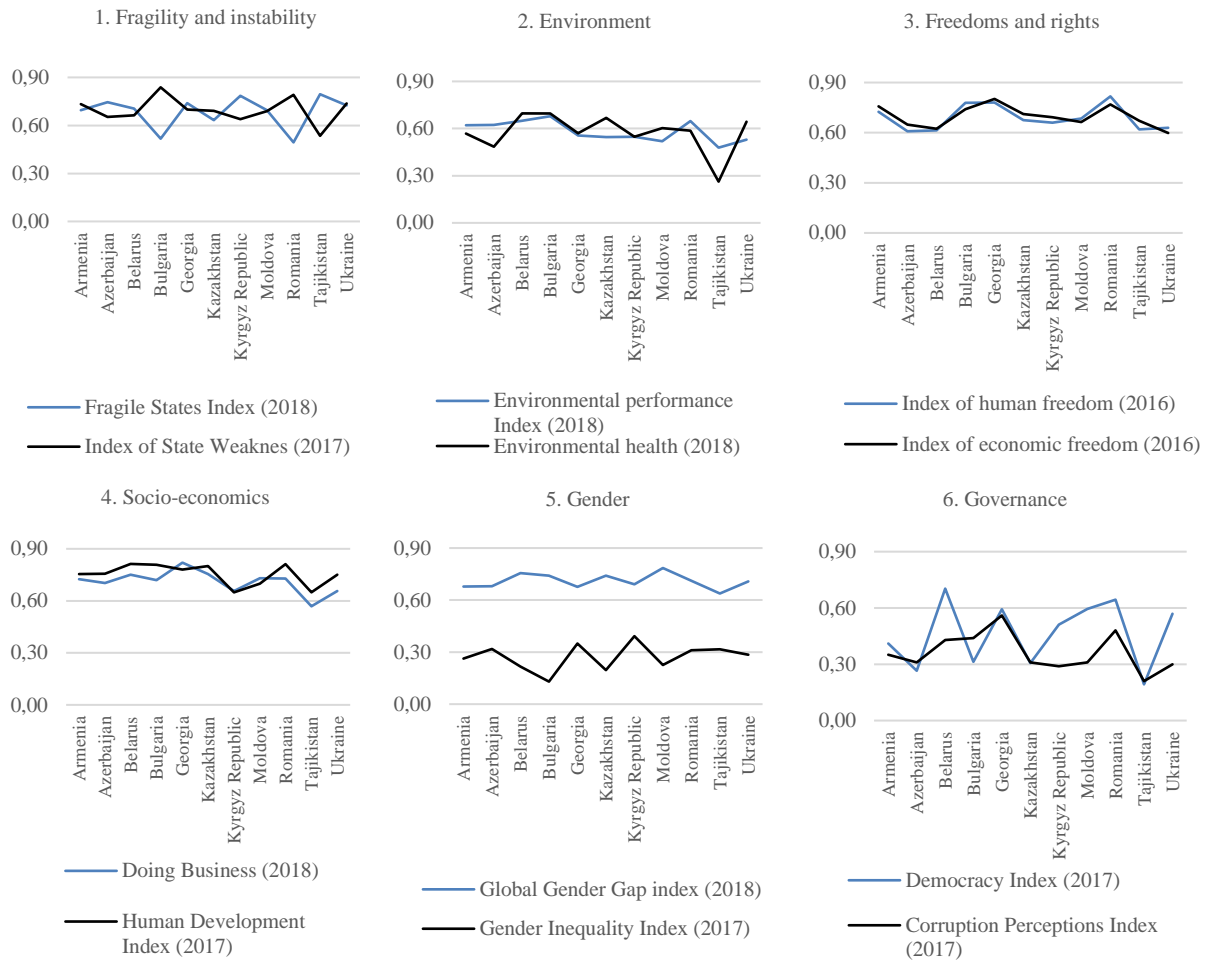 1. Fragility and instability
0,90
0,60
0,30
0,00
Armenia
Azerbaijan
Belarus
Bulgaria
Georgia
Kazakhstan
Kyrgyz Republic
Moldova
Romania
Tajikistan
Ukraine
Fragile States Index (2018)
Index of State Weaknes (2017)
2. Environment
0,90
0,60
0,30
0,00
Armenia
Azerbaijan
Belarus
Bulgaria
Georgia
Kazakhstan
Kyrgyz Republic
Moldova
Romania
Tajikistan
Ukraine
Environmental performance
Index (2018)
Environmental health (2018)
3. Freedoms and rights
0,90
0,60
0,30
0,00
Armenia
Azerbaijan
Belarus
Bulgaria
Georgia
Kazakhstan
Kyrgyz Republic
Moldova
Romania
Tajikistan
Ukraine
Index of human freedom (2016)
Index of economic freedom (2016)
4. Socio-economics
0,90
0,60
0,30
0,00
Armenia
Azerbaijan
Belarus
Bulgaria
Georgia
Kazakhstan
Kyrgyz Republic
Moldova
Romania
Tajikistan
Ukraine
Doing Business (2018)
Human Development
Index (2017)
5. Gender
0,90
0,60
0,30
0,00
Armenia
Azerbaijan
Belarus
Bulgaria
Georgia
Kazakhstan
Kyrgyz Republic
Moldova
Romania
Tajikistan
Ukraine
Global Gender Gap index (2018)
Gender Inequality Index (2017)
6. Governance
0,90
0,60
0,30
0,00
Armenia
Azerbaijan
Belarus
Bulgaria
Georgia
Kazakhstan
Kyrgyz Republic
Moldova
Romania
Tajikistan
Ukraine
Democracy Index (2017)
Corruption Perceptions Index
(2017)